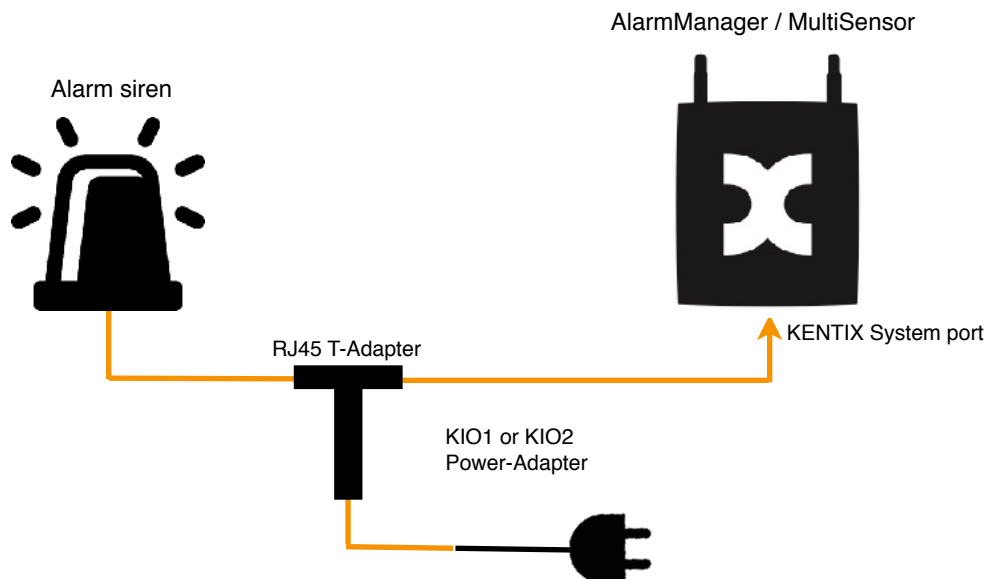 AlarmManager / MultiSensor
Alarm siren
KENTIX System port
RJ45 T-Adapter
KIO1 or KIO2
Power-Adapter